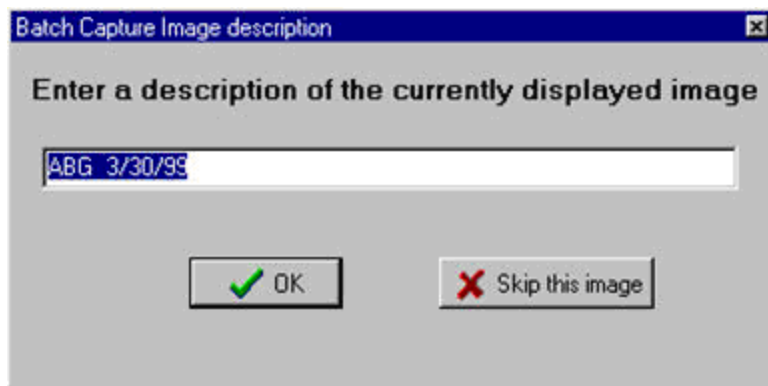 Batch Capture Image description
Enter a description of the currently displayed image
ABG 3/30/99
OK
Skip this image